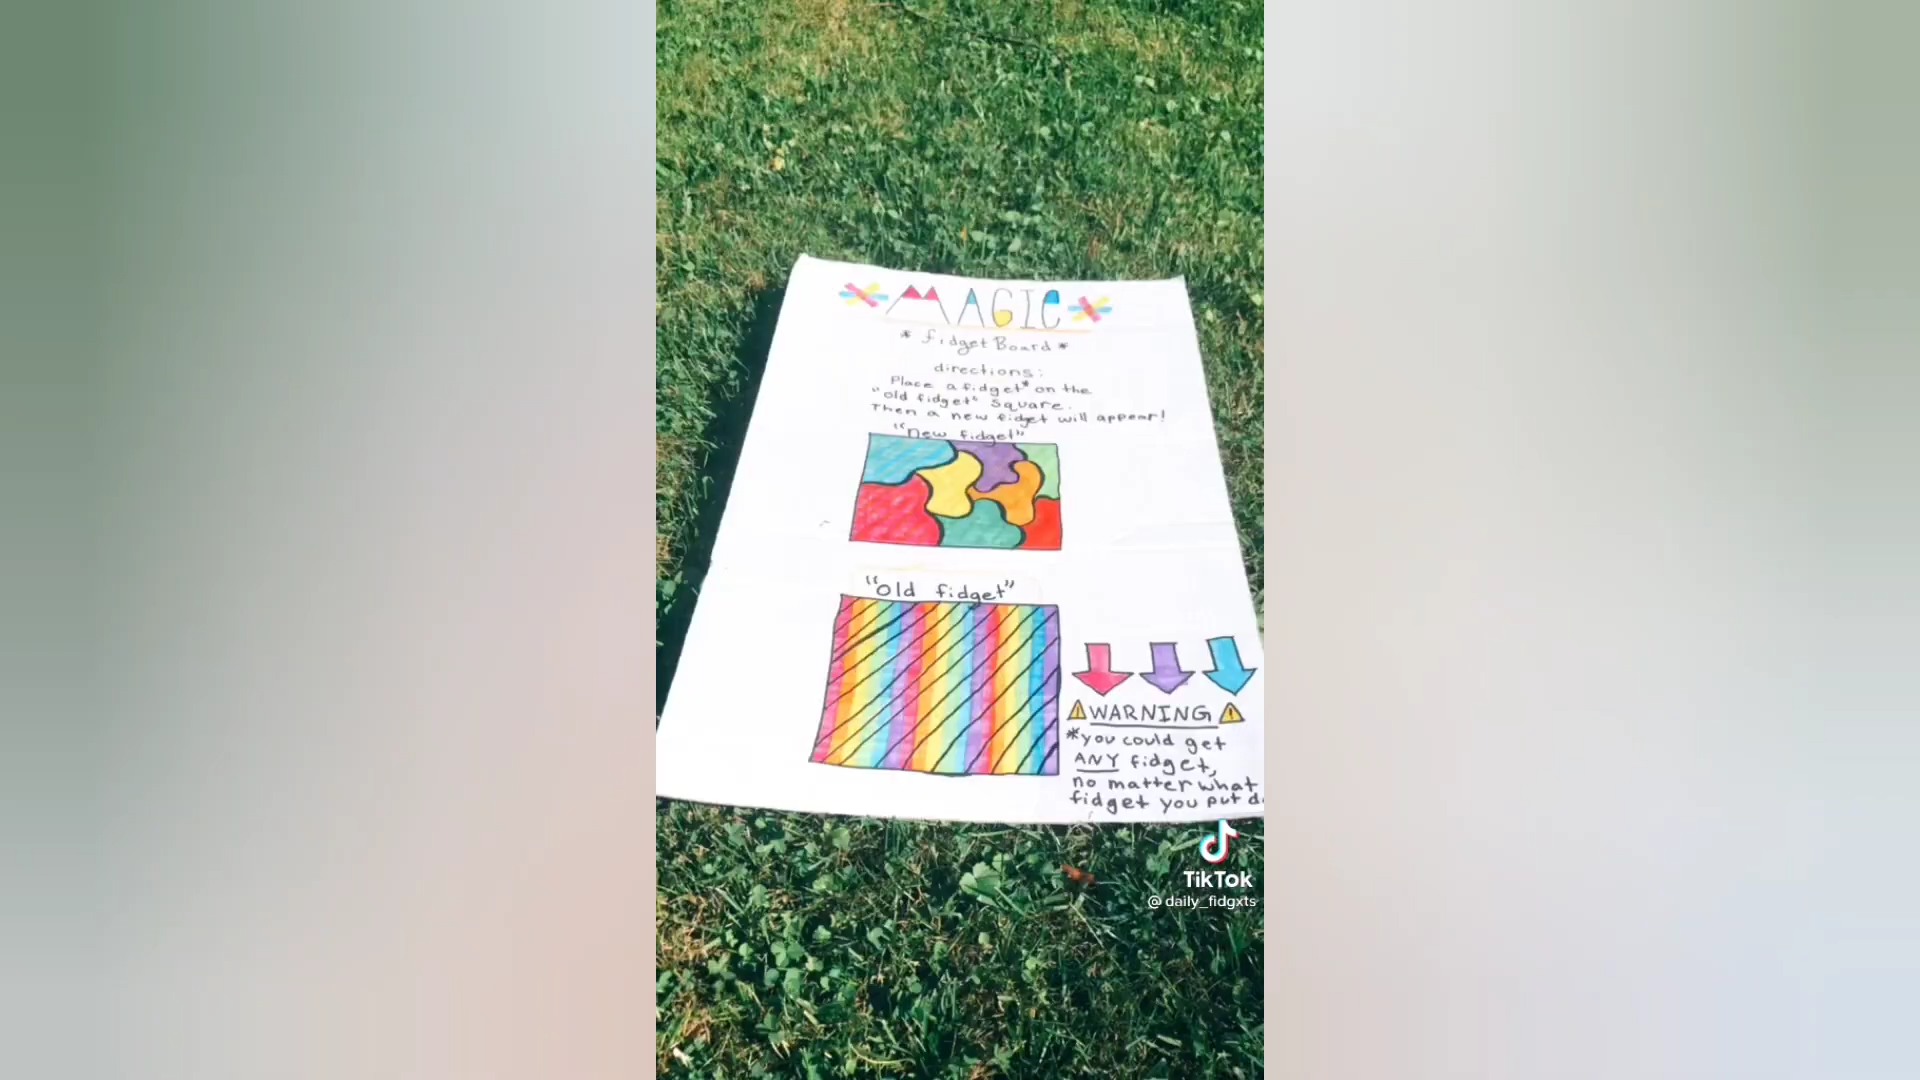 MAGIC
*fidget Board*
directions:
Place a fidget* on the
"old fidget" square.
Then a new fidget will appear!
"New fidget"
"old fidget"
WARNING
*you could get
ANY fidget,
no matter what
fidget you put
TikTok
@daily_fidgxts